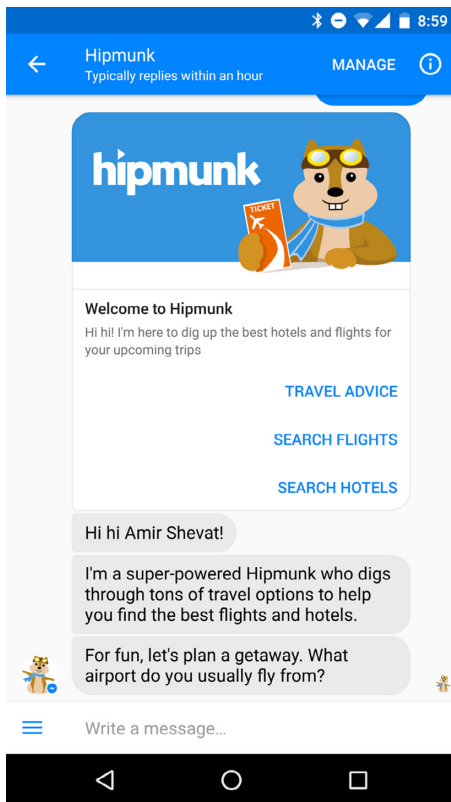 8:59
Hipmunk
Typically replies within an hour
MANAGE
hipmunk
TICKET
Welcome to Hipmunk
Hi hi! I'm here to dig up the best hotels and flights for
your upcoming trips
TRAVEL ADVICE
SEARCH FLIGHTS
SEARCH HOTELS
Hi hi Amir Shevat!
I'm a super-powered Hipmunk who digs
through tons of travel options to help
you find the best flights and hotels.
For fun, let's plan a getaway. What
airport do you usually fly from?
Write a message...